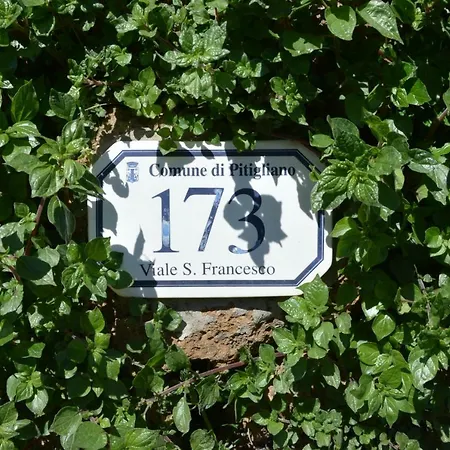 Comune di Pitigliano
173
Viale S. Francesco